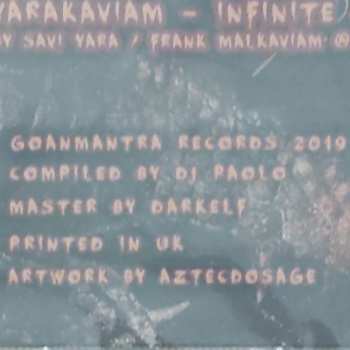 YARAKAVIAM - INFINITE)
BY SAVI YARA / FRANK MALKAVIAM ®
GOANMANTRA RECORDS 2019
COMPILED BY DJ PAOLO
MASTER BY DARKELF
PRINTED IN UK
ARTWORK BY AZTECDOSAGE